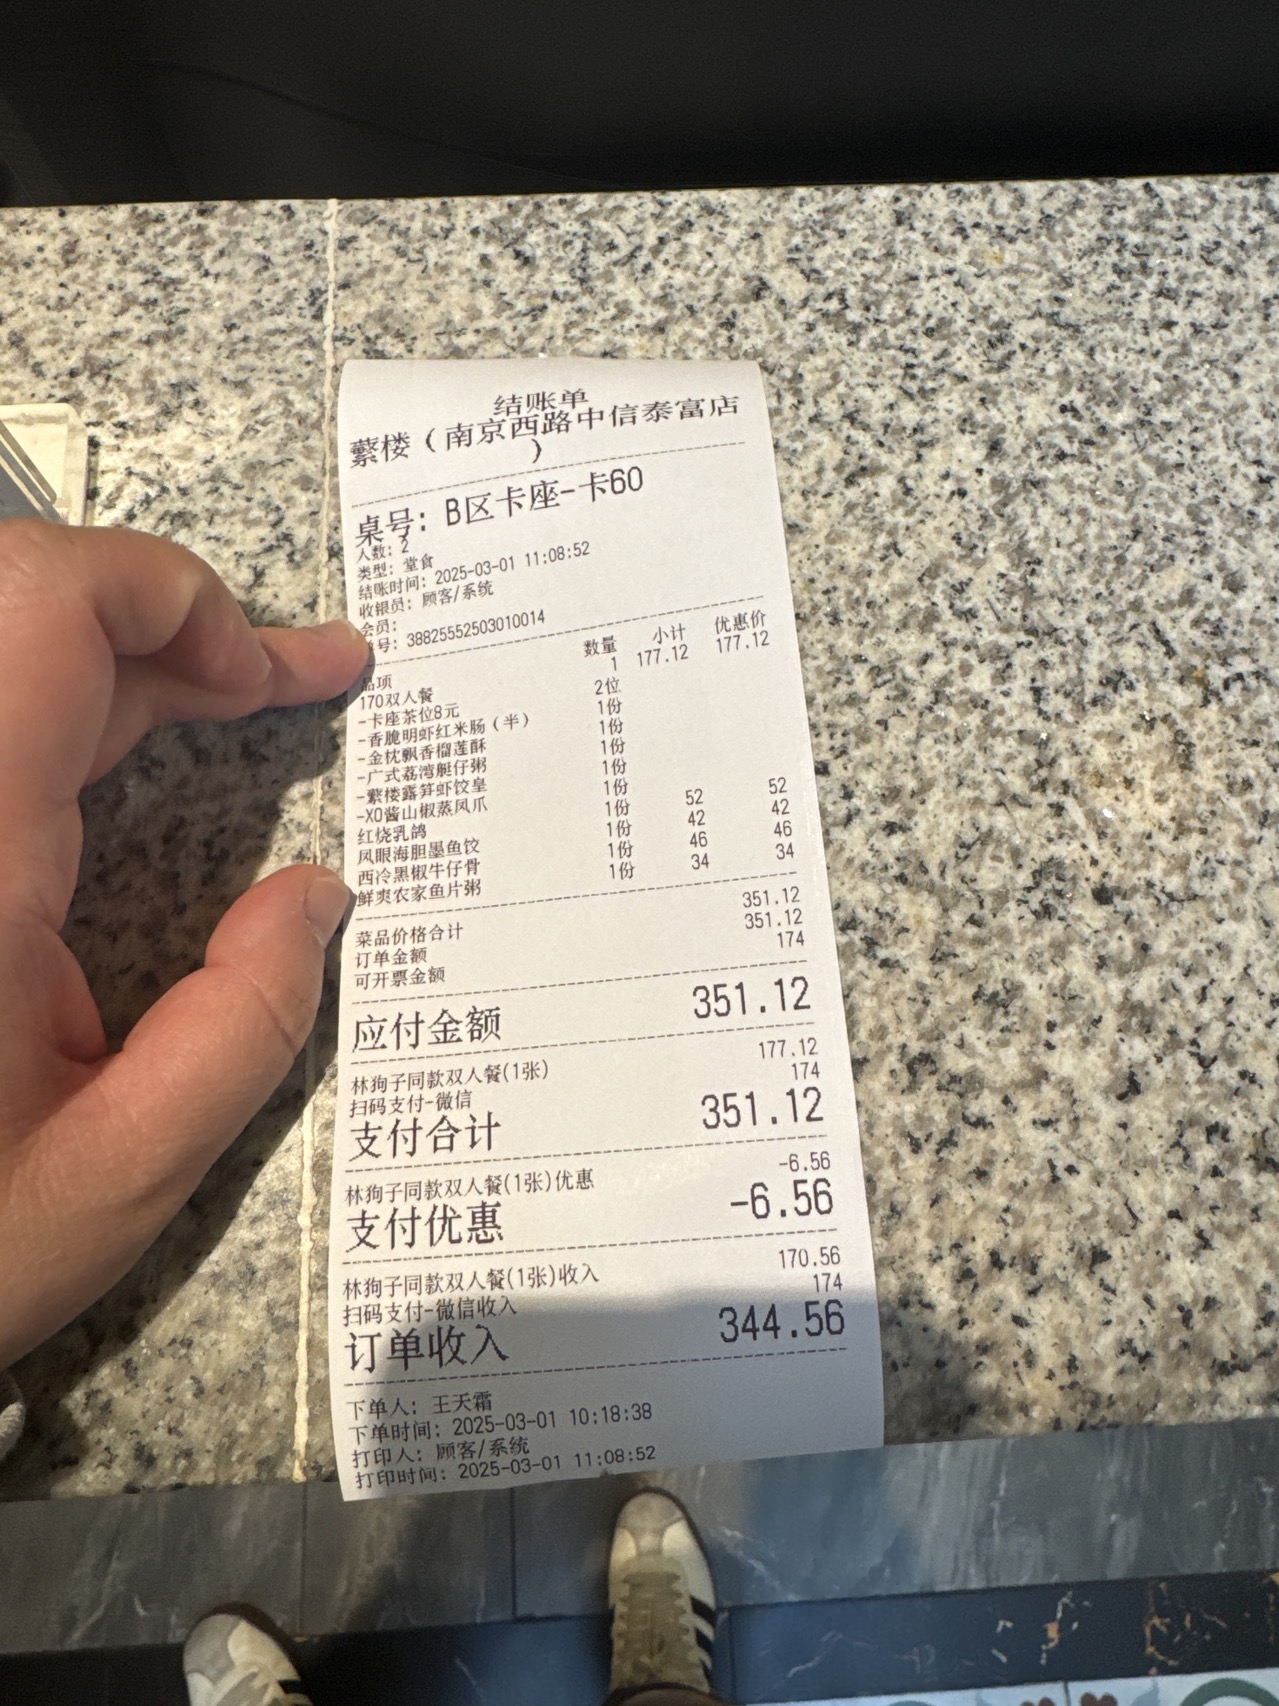 结账单
蘩楼（南京西路中信泰富店
）
桌号：B区卡座-卡60
人数：2
类型：堂食
结账时间：2025-03-01 11:08:52
收银员：顾客/系统
会员：
号：38825552503010014
品项 数量 小计 优惠价
170双人餐 1 177.12 177.12
-卡座茶位8元 2位
-香脆明虾红米肠（半） 1份
-金枕飘香榴莲酥 1份
-广式荔湾艇仔粥 1份
-蘩楼露笋虾饺皇 1份
-XO酱山椒蒸凤爪 1份
红烧乳鸽 1份 52 52
凤眼海胆墨鱼饺 1份 42 42
西冷黑椒牛仔骨 1份 46 46
鲜爽农家鱼片粥 1份 34 34
菜品价格合计 351.12
订单金额 351.12
可开票金额 174
应付金额 351.12
林狗子同款双人餐(1张) 177.12
扫码支付-微信 174
支付合计 351.12
林狗子同款双人餐(1张)优惠 -6.56
支付优惠 -6.56
林狗子同款双人餐(1张)收入 170.56
扫码支付-微信收入 174
订单收入 344.56
下单人：王天霜
下单时间：2025-03-01 10:18:38
打印人：顾客/系统
打印时间：2025-03-01 11:08:52